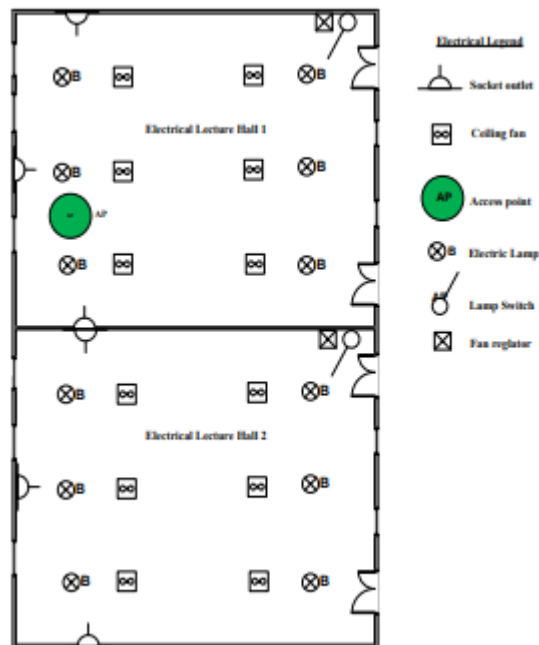 Electrical Legend
B
B
Socket outlet
Electrical Lecture Hall 1
Ceiling fan
B
B
AP
AP
Access point
B
B
B
Electric Lamp
Lamp Switch
Fan reglator
B
B
Electrical Lecture Hall 2
B
B
B
B